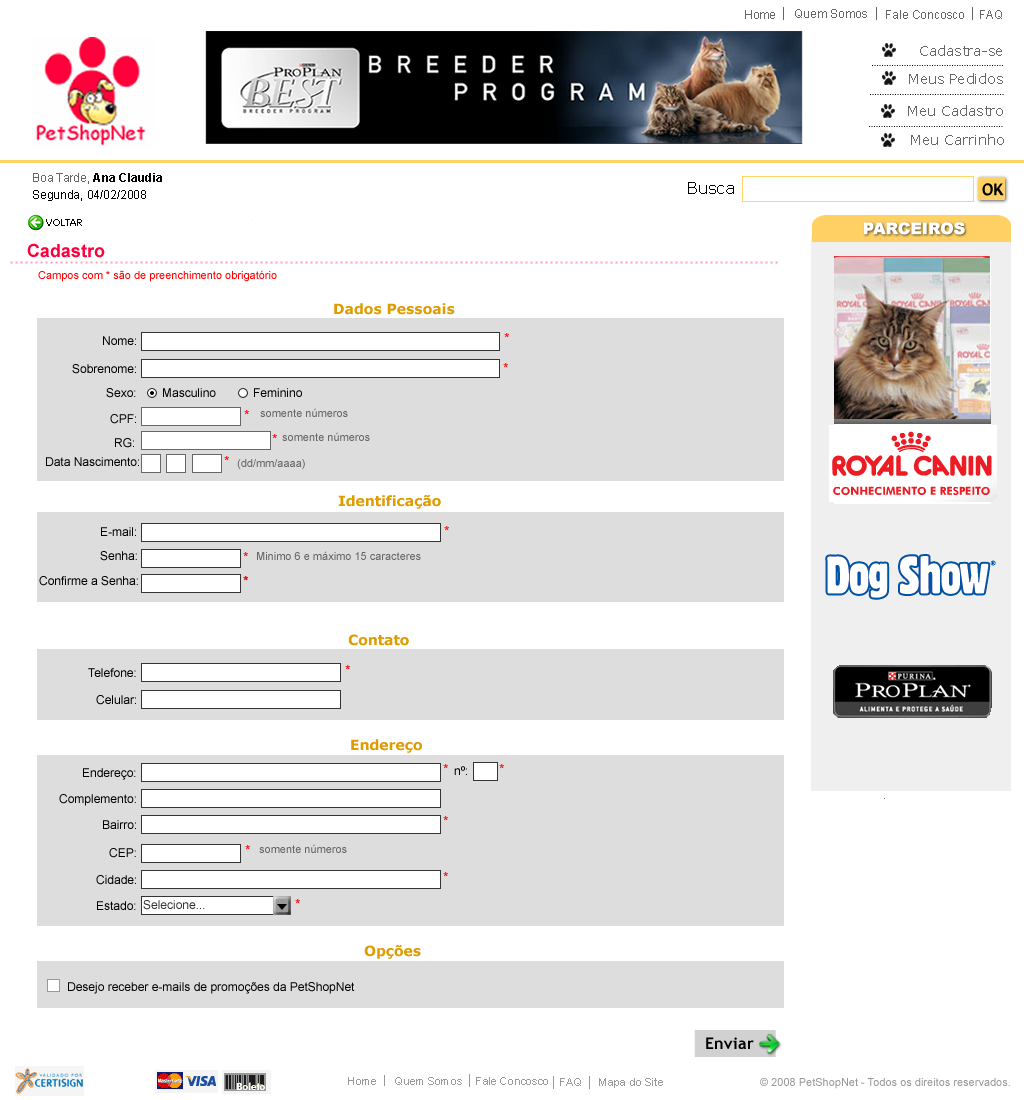 Home | Quem Somos | Fale Concosco | FAQ
PetShopNet
PROPLAN
BEST
BREEDER PROGRAM
BREEDER
PROGRAM
Cadastra-se
Meus Pedidos
Meu Cadastro
Meu Carrinho
Boa Tarde, Ana Claudia
Segunda, 04/02/2008
Busca OK
VOLTAR
Cadastro
Campos com * são de preenchimento obrigatório
Dados Pessoais
Nome: *
Sobrenome: *
Sexo: Masculino Feminino
CPF: * somente números
RG: * somente números
Data Nascimento: * (dd/mm/aaaa)
Identificação
E-mail: *
Senha: * Minimo 6 e máximo 15 caracteres
Confirme a Senha: *
Contato
Telefone: *
Celular:
Endereço
Endereço: * nº: *
Complemento:
Bairro: *
CEP: * somente números
Cidade: *
Estado: Selecione... *
Opções
Desejo receber e-mails de promoções da PetShopNet
Enviar
PARCEIROS
ROYAL CANIN
ROYAL CANIN
CONHECIMENTO E RESPEITO
Dog Show®
PURINA
PROPLAN
ALIMENTA E PROTEGE A SAÚDE
VALIDADO POR
CERTISIGN
MasterCard VISA Boleto
Home | Quem Somos | Fale Concosco | FAQ | Mapa do Site
© 2008 PetShopNet - Todos os direitos reservados.